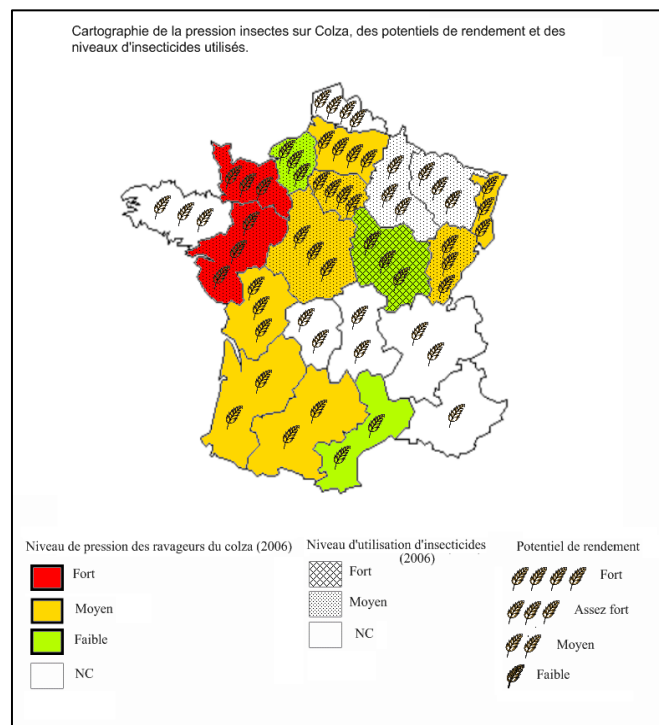 Cartographie de la pression insectes sur Colza, des potentiels de rendement et des
niveaux d'insecticides utilisés.
Niveau de pression des ravageurs du colza (2006)
Fort
Moyen
Faible
NC
Niveau d'utilisation d'insecticides
(2006)
Fort
Moyen
NC
Potentiel de rendement
Fort
Assez fort
Moyen
Faible